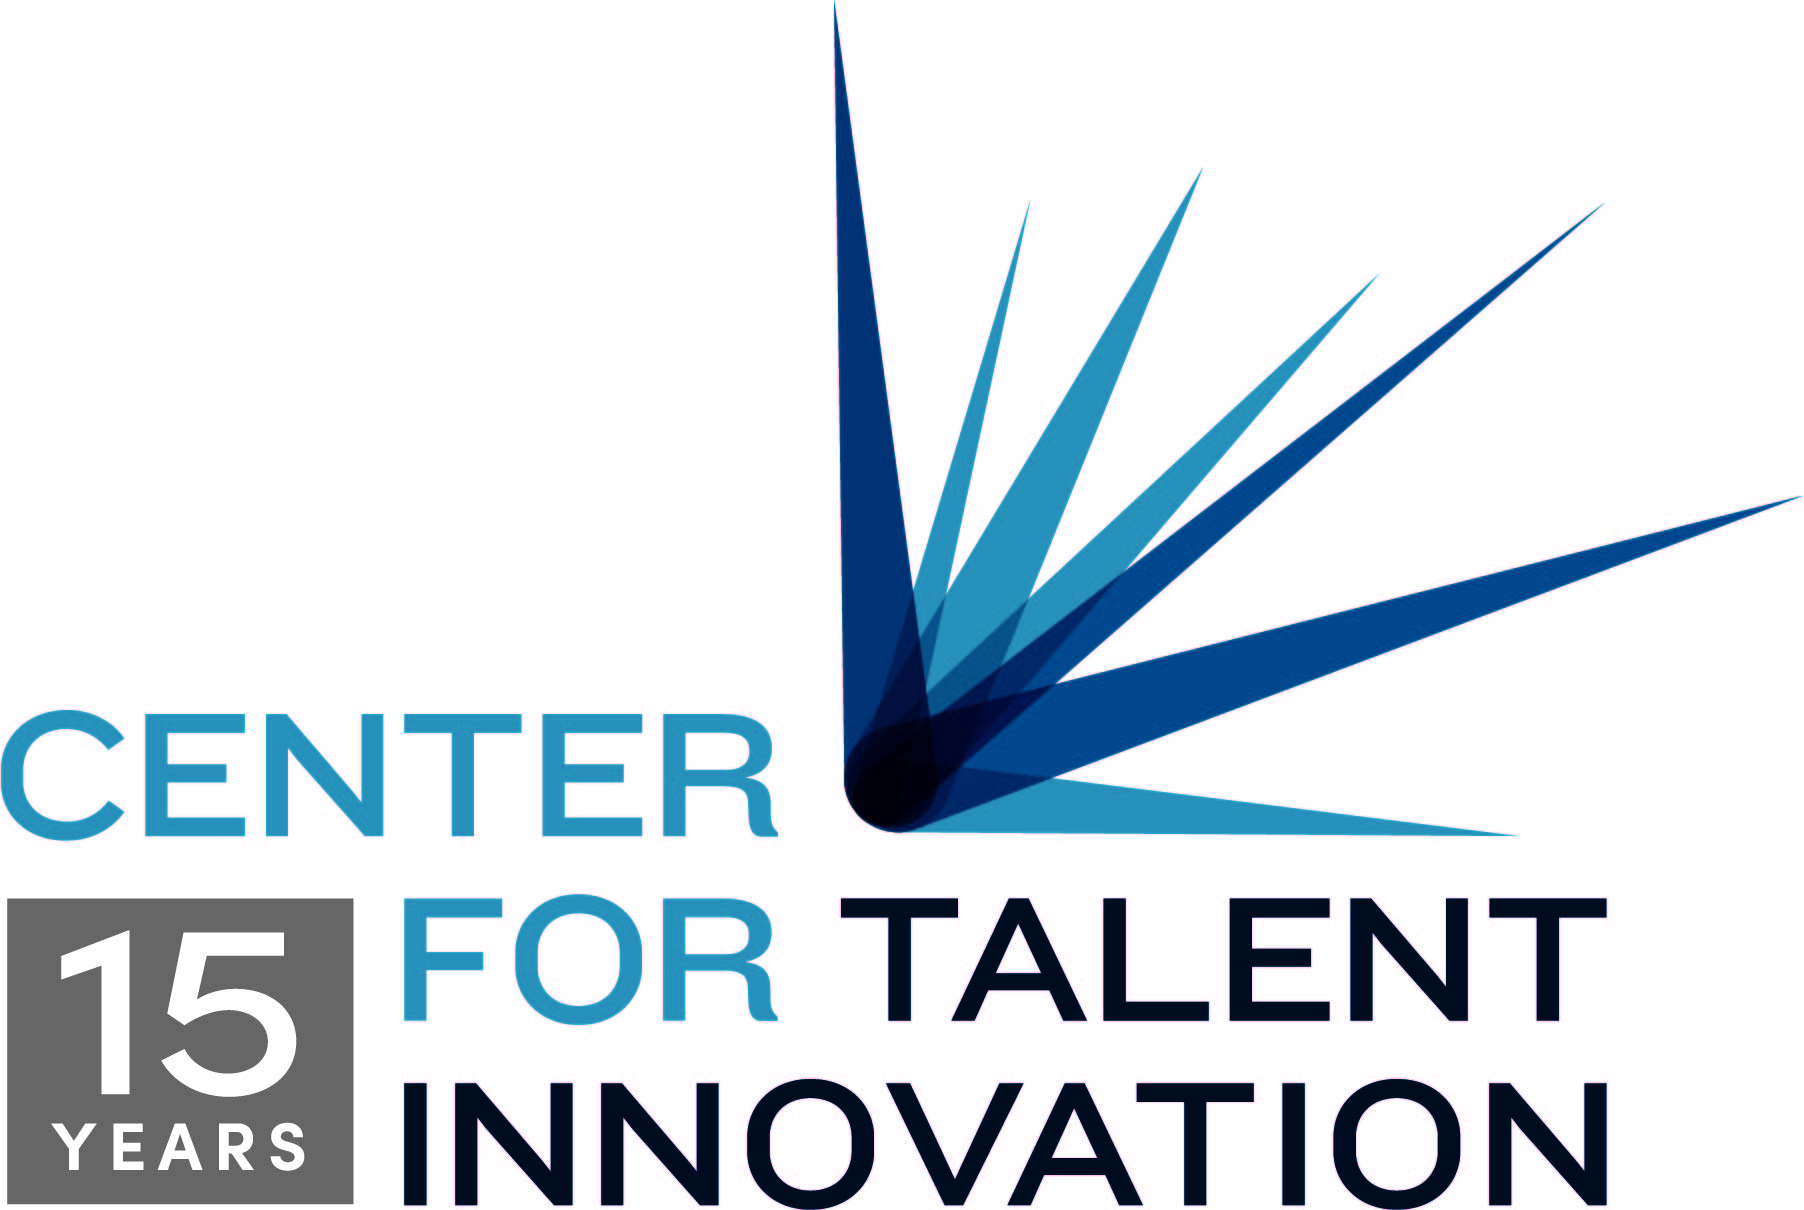 CENTER
FOR TALENT
INNOVATION
15
YEARS